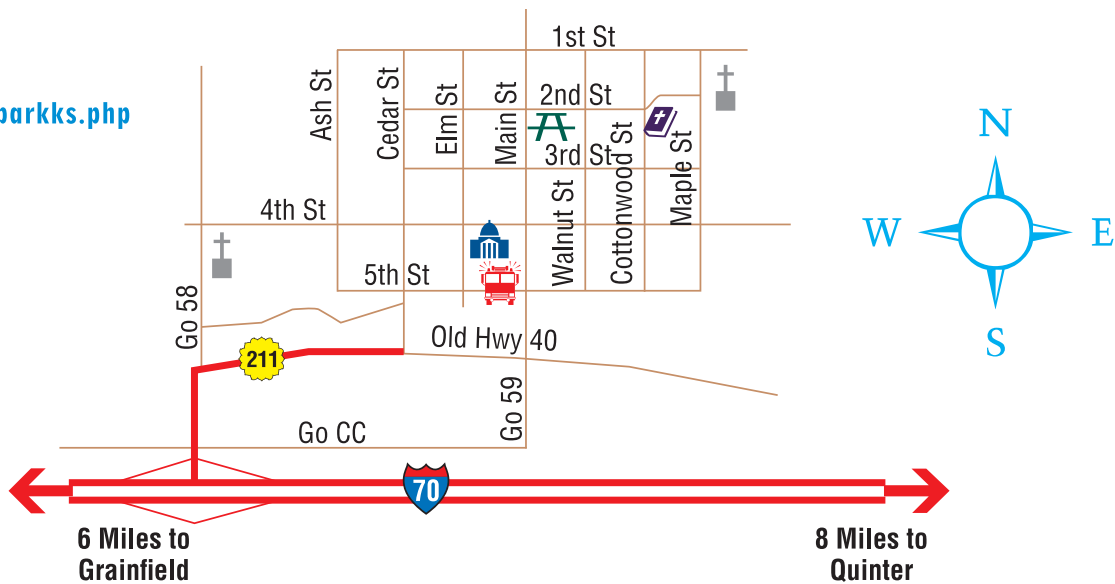 parkks.php
1st St
2nd St
3rd St
4th St
5th St
Ash St
Cedar St
Elm St
Main St
Walnut St
Cottonwood St
Maple St
Go 58
211
Old Hwy 40
Go 59
Go CC
70
6 Miles to
Grainfield
8 Miles to
Quinter
N
W
E
S